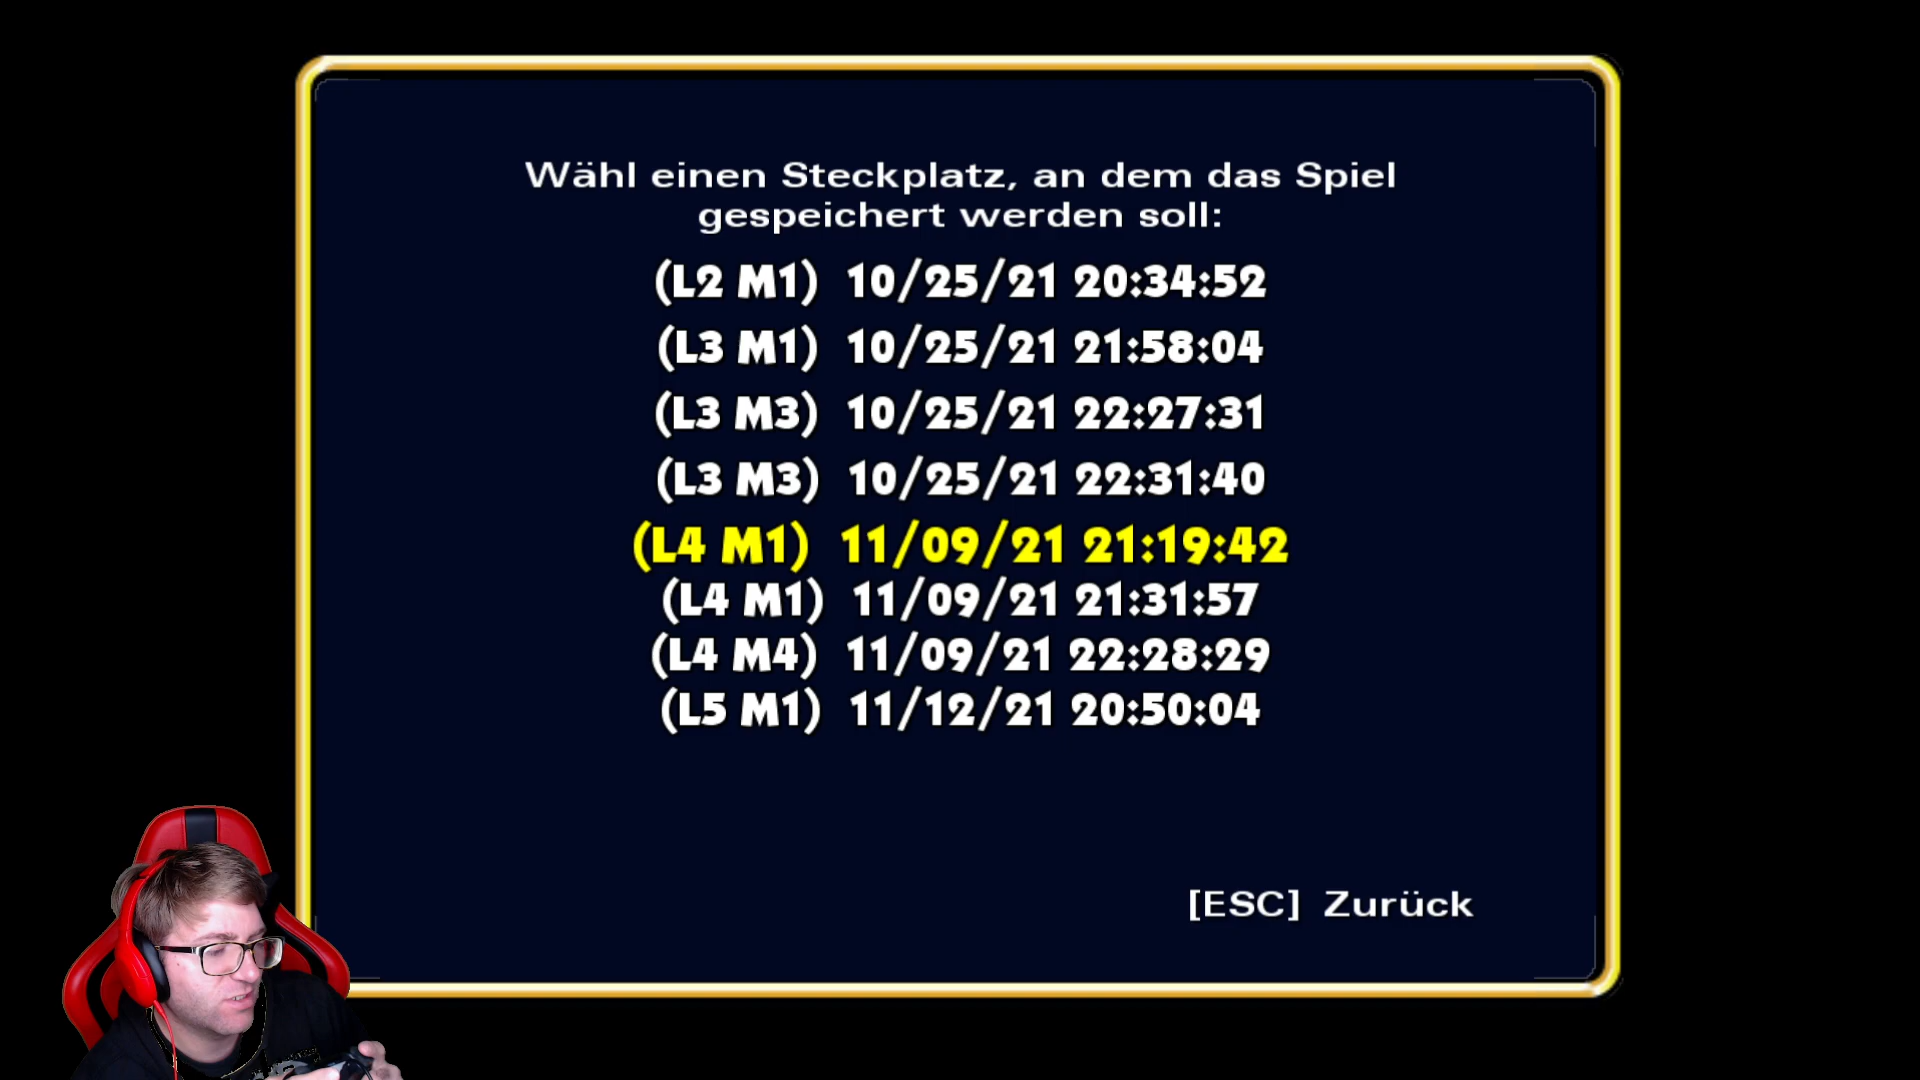 Wähl einen Steckplatz, an dem das Spiel
gespeichert werden soll:
(L2 M1) 10/25/21 20:34:52
(L3 M1) 10/25/21 21:58:04
(L3 M3) 10/25/21 22:27:31
(L3 M3) 10/25/21 22:31:40
(L4 M1) 11/09/21 21:19:42
(L4 M1) 11/09/21 21:31:57
(L4 M4) 11/09/21 22:28:29
(L5 M1) 11/12/21 20:50:04
[ESC] Zurück